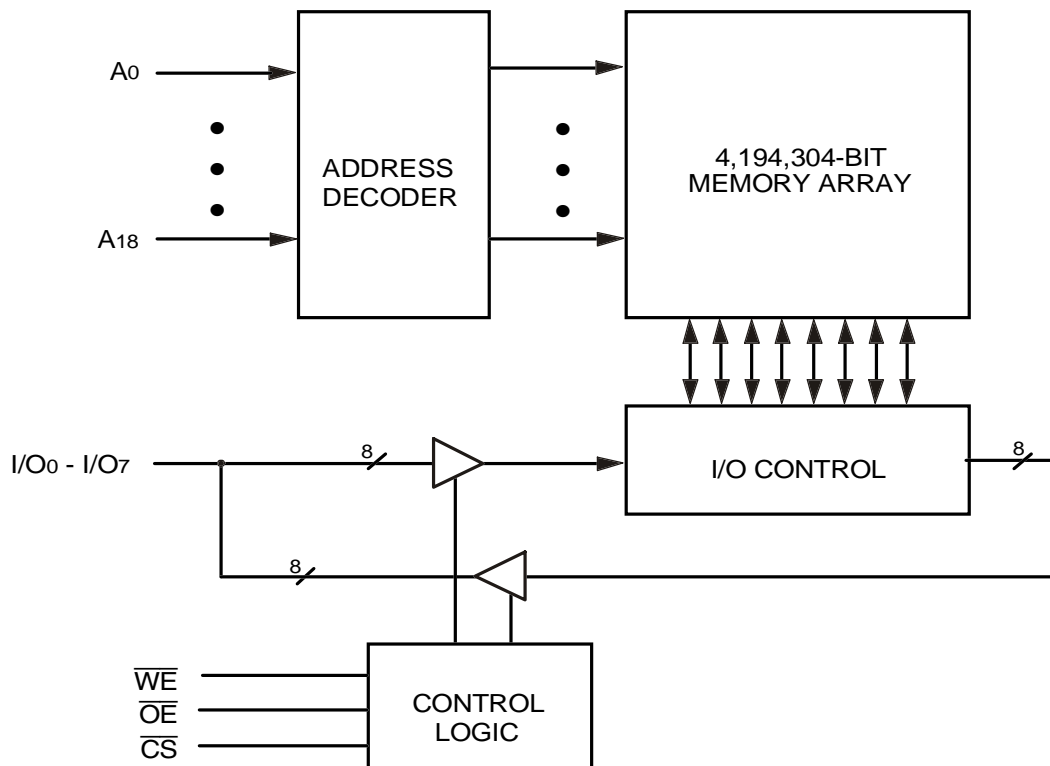 A0
A18
ADDRESS
DECODER
4,194,304-BIT
MEMORY ARRAY
I/O0 - I/O7
8
I/O CONTROL
8
8
WE
OE
CS
CONTROL
LOGIC